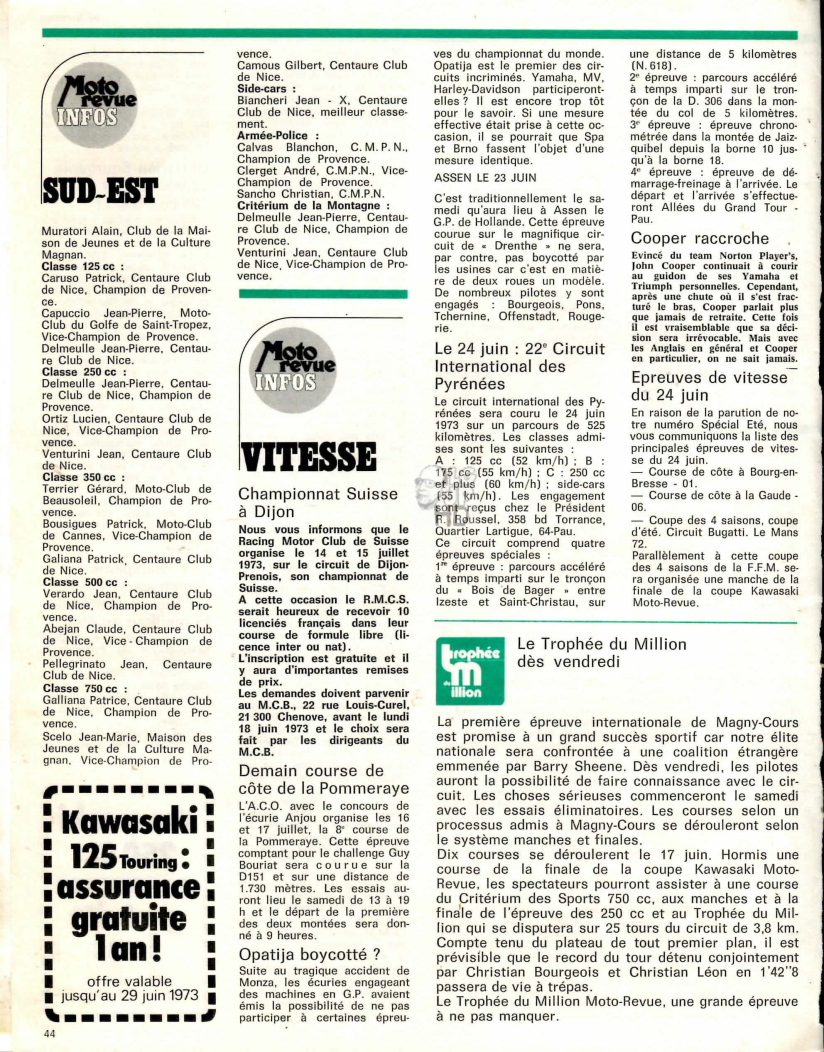 Moto
revue
INFOS
SUD-EST
Muratori Alain, Club de la Mai-
son de Jeunes et de la Culture
Magnan.
Classe 125 cc :
Caruso Patrick, Centaure Club
de Nice, Champion de Proven-
ce.
Capuccio Jean-Pierre, Moto-
Club du Golfe de Saint-Tropez,
Vice-Champion de Provence.
Delmeulle Jean-Pierre, Centau-
re Club de Nice.
Classe 250 cc :
Delmeulle Jean-Pierre, Centau-
re Club de Nice, Champion de
Provence.
Ortiz Lucien, Centaure Club de
Nice, Vice-Champion de Pro-
vence.
Venturini Jean, Centaure Club
de Nice.
Classe 350 cc :
Terrier Gérard, Moto-Club de
Beausoleil, Champion de Pro-
vence.
Bousigues Patrick, Moto-Club
de Cannes, Vice-Champion de
Provence.
Galiana Patrick, Centaure Club
de Nice.
Classe 500 cc :
Verardo Jean, Centaure Club
de Nice, Champion de Pro-
vence.
Abejan Claude, Centaure Club
de Nice, Vice-Champion de
Provence.
Pellegrinato Jean, Centaure
Club de Nice.
Classe 750 cc :
Galliana Patrice, Centaure Club
de Nice, Champion de Pro-
vence.
Scelo Jean-Marie, Maison des
Jeunes et de la Culture Ma-
gnan, Vice-Champion de Pro-
Kawasaki
125 Touring :
assurance
gratuite
1 an !
offre valable
jusqu'au 29 juin 1973
44
vence.
Camous Gilbert, Centaure Club
de Nice.
Side-cars :
Biancheri Jean - X, Centaure
Club de Nice, meilleur classe-
ment.
Armée-Police :
Calvas Blanchon, C. M. P. N.,
Champion de Provence.
Clerget André, C.M.P.N., Vice-
Champion de Provence.
Sancho Christian, C.M.P.N.
Critérium de la Montagne :
Delmeulle Jean-Pierre, Centau-
re Club de Nice, Champion de
Provence.
Venturini Jean, Centaure Club
de Nice, Vice-Champion de Pro-
vence.
Moto
revue
INFOS
VITESSE
Championnat Suisse
à Dijon
Nous vous informons que le
Racing Motor Club de Suisse
organise le 14 et 15 juillet
1973, sur le circuit de Dijon-
Prenois, son championnat de
Suisse.
A cette occasion le R.M.C.S.
serait heureux de recevoir 10
licenciés français dans leur
course de formule libre (li-
cence inter ou nat).
L'inscription est gratuite et il
y aura d'importantes remises
de prix.
Les demandes doivent parvenir
au M.C.B., 22 rue Louis-Curel,
21 300 Chenove, avant le lundi
18 juin 1973 et le choix sera
fait par les dirigeants du
M.C.B.
Demain course de
côte de la Pommeraye
L'A.C.O. avec le concours de
l'écurie Anjou organise les 16
et 17 juillet, la 8e course de
la Pommeraye. Cette épreuve
comptant pour le challenge Guy
Bouriat sera courue sur la
D151 et sur une distance de
1.730 mètres. Les essais au-
ront lieu le samedi de 13 à 19
h et le départ de la première
des deux montées sera don-
né à 9 heures.
Opatija boycotté ?
Suite au tragique accident de
Monza, les écuries engageant
des machines en G.P. avaient
émis la possibilité de ne pas
participer à certaines épreu-
ves du championnat du monde.
Opatija est le premier des cir-
cuits incriminés. Yamaha, MV,
Harley-Davidson participeront-
elles ? Il est encore trop tôt
pour le savoir. Si une mesure
effective était prise à cette oc-
casion, il se pourrait que Spa
et Brno fassent l'objet d'une
mesure identique.
ASSEN LE 23 JUIN
C'est traditionnellement le sa-
medi qu'aura lieu à Assen le
G.P. de Hollande. Cette épreuve
courue sur le magnifique cir-
cuit de « Drenthe » ne sera,
par contre, pas boycotté par
les usines car c'est en matiè-
re de deux roues un modèle.
De nombreux pilotes y sont
engagés : Bourgeois, Pons,
Tchernine, Offenstadt, Rouge-
rie.
Le 24 juin : 22e Circuit
International des
Pyrénées
Le circuit international des Py-
rénées sera couru le 24 juin
1973 sur un parcours de 525
kilomètres. Les classes admi-
ses sont les suivantes :
A : 125 cc (52 km/h) ; B :
175 cc (55 km/h) ; C : 250 cc
et plus (60 km/h) ; side-cars
(55 km/h). Les engagement
sont reçus chez le Président
R. Roussel, 358 bd Torrance,
Quartier Lartigue, 64-Pau.
Ce circuit comprend quatre
épreuves spéciales :
1re épreuve : parcours accéléré
à temps imparti sur le tronçon
du « Bois de Bager » entre
Izeste et Saint-Christau, sur
une distance de 5 kilomètres
(N. 618).
2e épreuve : parcours accéléré
à temps imparti sur le tron-
çon de la D. 306 dans la mon-
tée du col de 5 kilomètres.
3e épreuve : épreuve chrono-
métrée dans la montée de Jaiz-
quibel depuis la borne 10 jus-
qu'à la borne 18.
4e épreuve : épreuve de dé-
marrage-freinage à l'arrivée. Le
départ et l'arrivée s'effectue-
ront Allées du Grand Tour -
Pau.
Cooper raccroche
Evincé du team Norton Player's,
John Cooper continuait à courir
au guidon de ses Yamaha et
Triumph personnelles. Cependant,
après une chute où il s'est frac-
turé le bras, Cooper parlait plus
que jamais de retraite. Cette fois
il est vraisemblable que sa déci-
sion sera irrévocable. Mais avec
les Anglais en général et Cooper
en particulier, on ne sait jamais.
Epreuves de vitesse
du 24 juin
En raison de la parution de no-
tre numéro Spécial Eté, nous
vous communiquons la liste des
principales épreuves de vites-
se du 24 juin.
— Course de côte à Bourg-en-
Bresse - 01.
— Course de côte à la Gaude -
06.
— Coupe des 4 saisons, coupe
d'été. Circuit Bugatti. Le Mans
72.
Parallèlement à cette coupe
des 4 saisons de la F.F.M. se-
ra organisée une manche de la
finale de la coupe Kawasaki
Moto-Revue.
trophée
du
million
Le Trophée du Million
dès vendredi
La première épreuve internationale de Magny-Cours
est promise à un grand succès sportif car notre élite
nationale sera confrontée à une coalition étrangère
emmenée par Barry Sheene. Dès vendredi, les pilotes
auront la possibilité de faire connaissance avec le cir-
cuit. Les choses sérieuses commenceront le samedi
avec les essais éliminatoires. Les courses selon un
processus admis à Magny-Cours se dérouleront selon
le système manches et finales.
Dix courses se déroulent le 17 juin. Hormis une
course de la finale de la coupe Kawasaki Moto-
Revue, les spectateurs pourront assister à une course
du Critérium des Sports 750 cc, aux manches et à la
finale de l'épreuve des 250 cc et au Trophée du Mil-
lion qui se disputera sur 25 tours du circuit de 3,8 km.
Compte tenu du plateau de tout premier plan, il est
prévisible que le record du tour détenu conjointement
par Christian Bourgeois et Christian Léon en 1'42"8
passera de vie à trépas.
Le Trophée du Million Moto-Revue, une grande épreuve
à ne pas manquer.